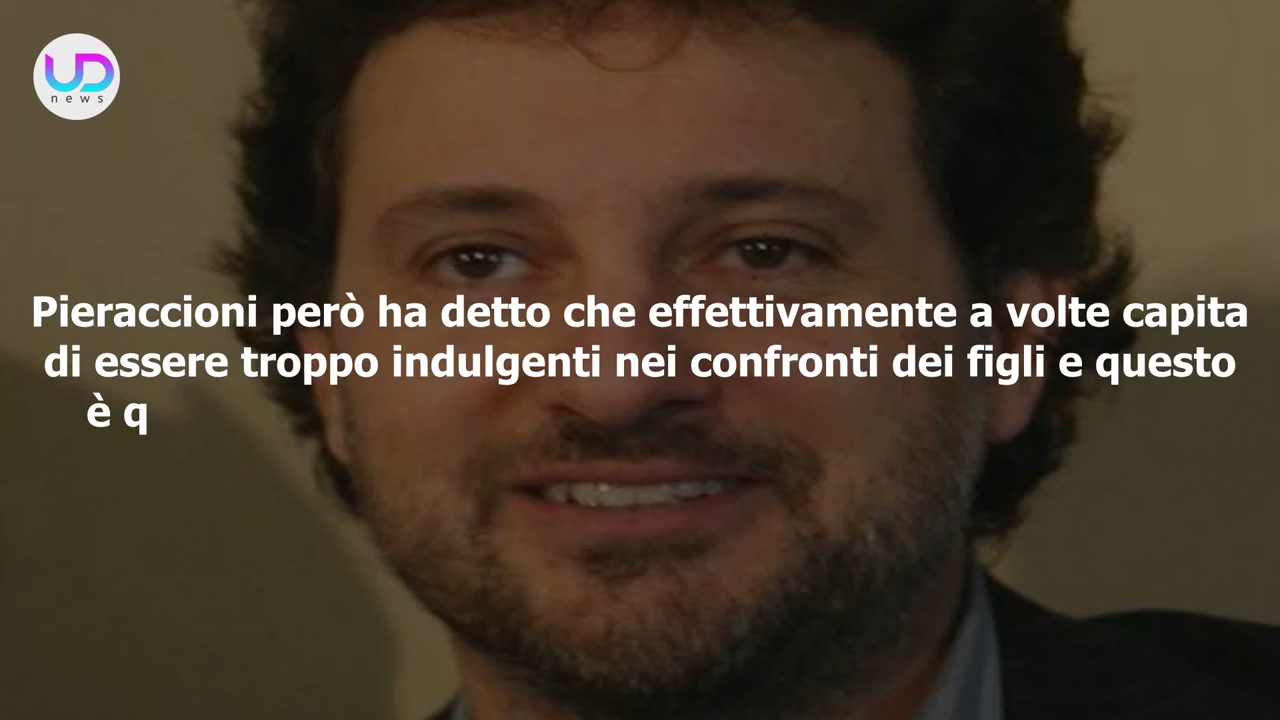 UD
news
Pieraccioni però ha detto che effettivamente a volte capita
di essere troppo indulgenti nei confronti dei figli e questo
è q